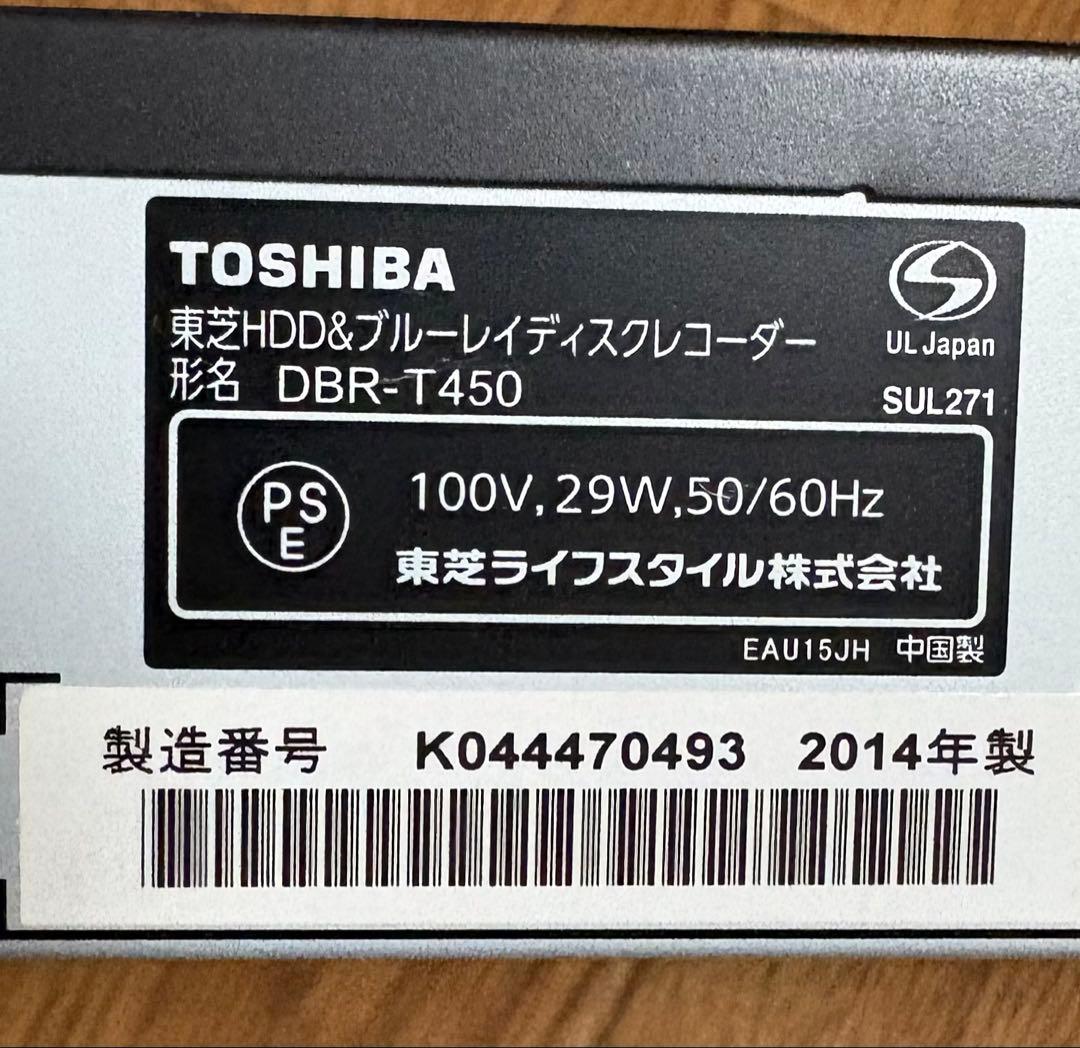 TOSHIBA
東芝HDD&ブルーレイディスクレコーダー
形名 DBR-T450
UL Japan
SUL271
PS
E
100V,29W,50/60Hz
東芝ライフスタイル株式会社
EAU15JH 中国製
製造番号 K044470493 2014年製